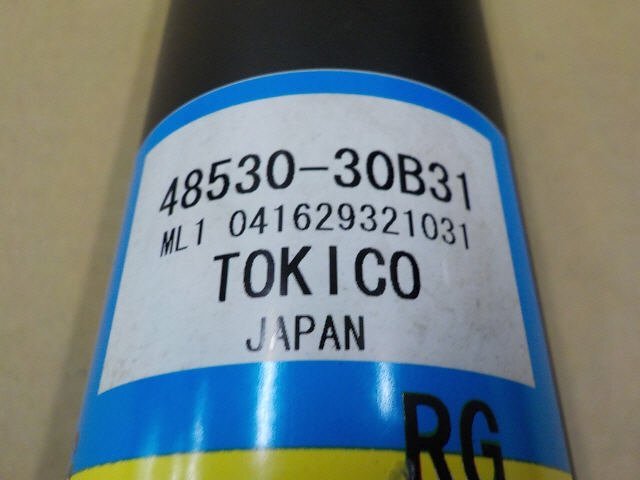 48530-30B31
ML1 041629321031
TOKICO
JAPAN
RG